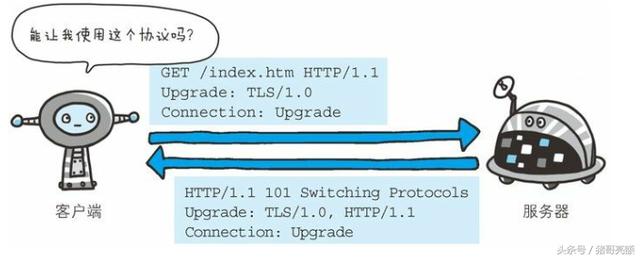 能让我使用这个协议吗？
GET /index.htm HTTP/1.1
Upgrade: TLS/1.0
Connection: Upgrade
HTTP/1.1 101 Switching Protocols
Upgrade: TLS/1.0, HTTP/1.1
Connection: Upgrade
客户端
服务器
头条号/猪哥亮额